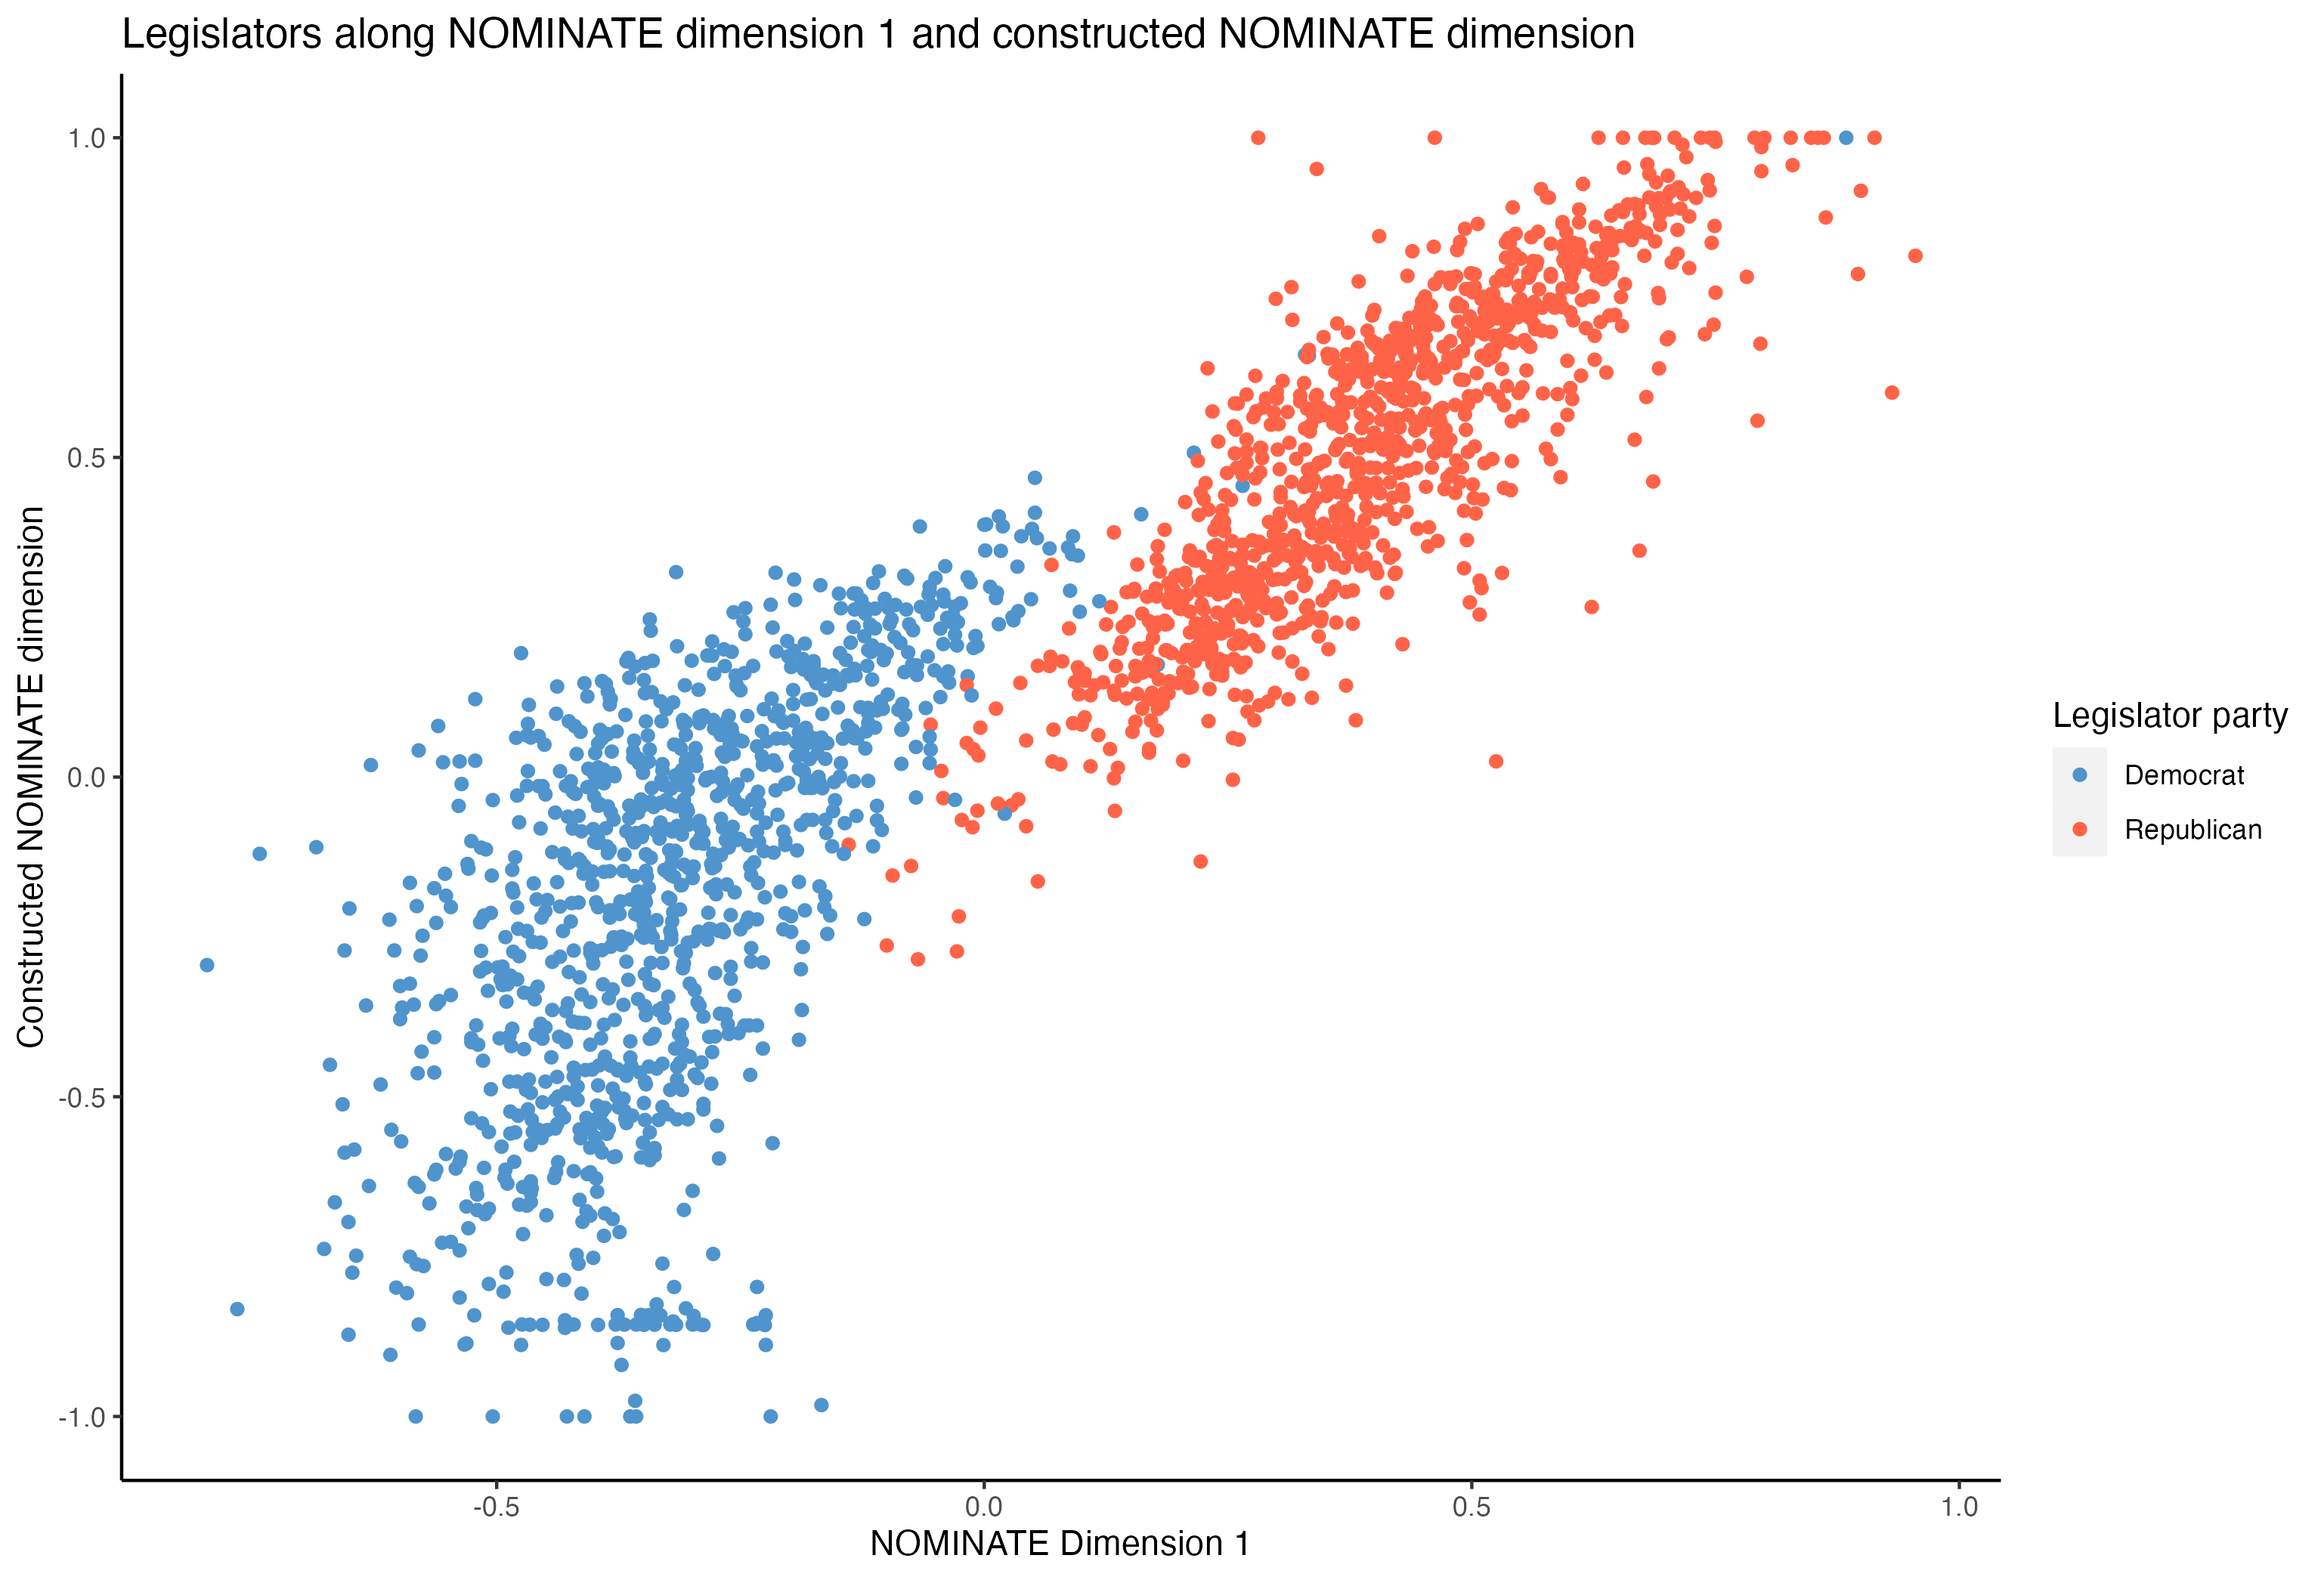 Legislators along NOMINATE dimension 1 and constructed NOMINATE dimension
Constructed NOMINATE dimension
1.0
0.5
0.0
-0.5
-1.0
-0.5
0.0
0.5
1.0
NOMINATE Dimension 1
Legislator party
Democrat
Republican